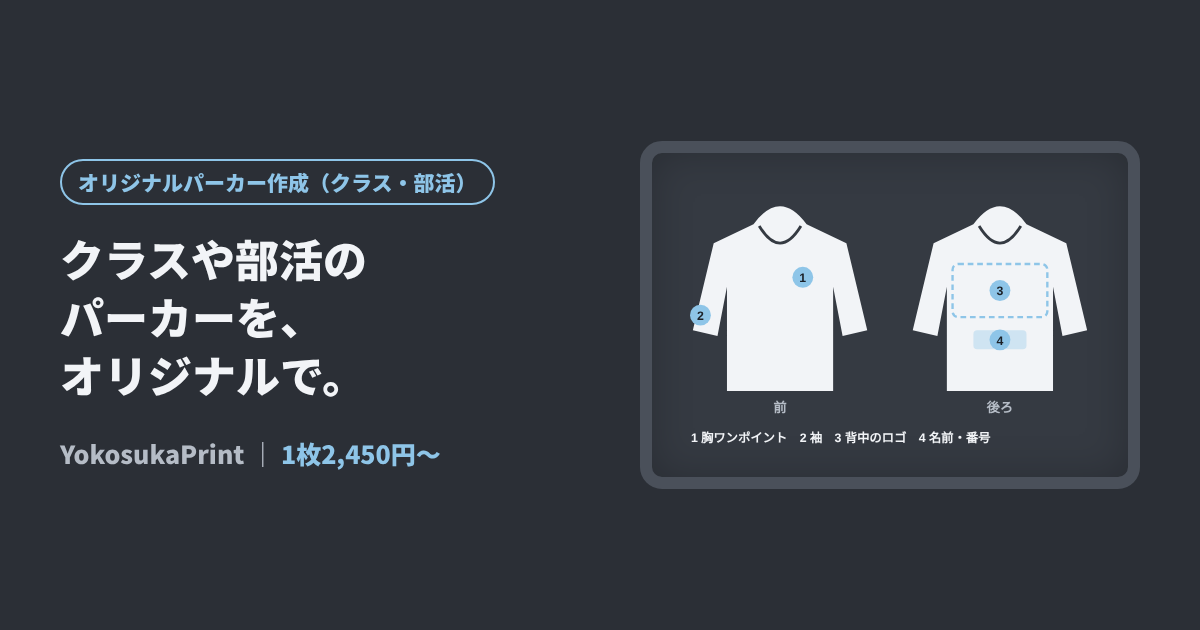 オリジナルパーカー作成（クラス・部活）
クラスや部活の
パーカーを、
オリジナルで。
YokosukaPrint｜1枚2,450円〜
1
2
3
4
前
後ろ
1 胸ワンポイント 2 袖 3 背中のロゴ 4 名前・番号